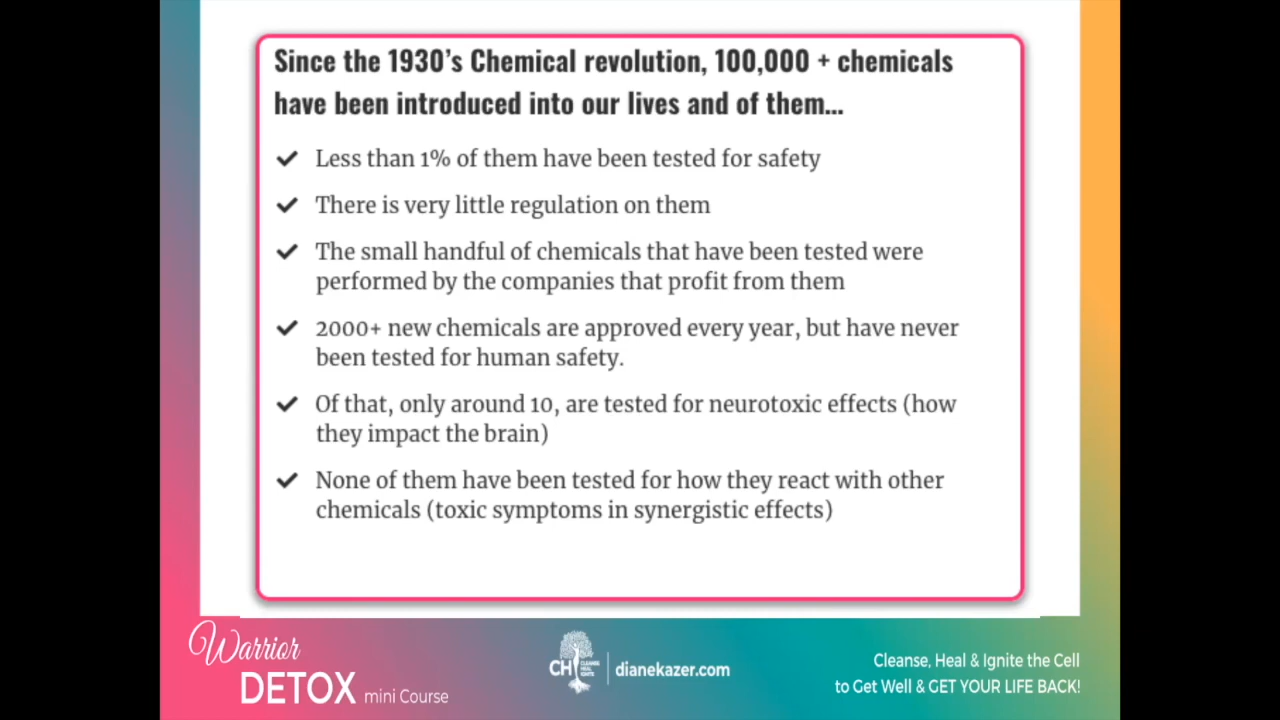 Since the 1930's Chemical revolution, 100,000 + chemicals
have been introduced into our lives and of them...
Less than 1% of them have been tested for safety
There is very little regulation on them
The small handful of chemicals that have been tested were
performed by the companies that profit from them
2000+ new chemicals are approved every year, but have never
been tested for human safety.
Of that, only around 10, are tested for neurotoxic effects (how
they impact the brain)
None of them have been tested for how they react with other
chemicals (toxic symptoms in synergistic effects)
Warrior
DETOX mini Course
CH
CLEANSE
HEAL
IGNITE
dianekazer.com
Cleanse, Heal & Ignite the Cell
to Get Well & GET YOUR LIFE BACK!